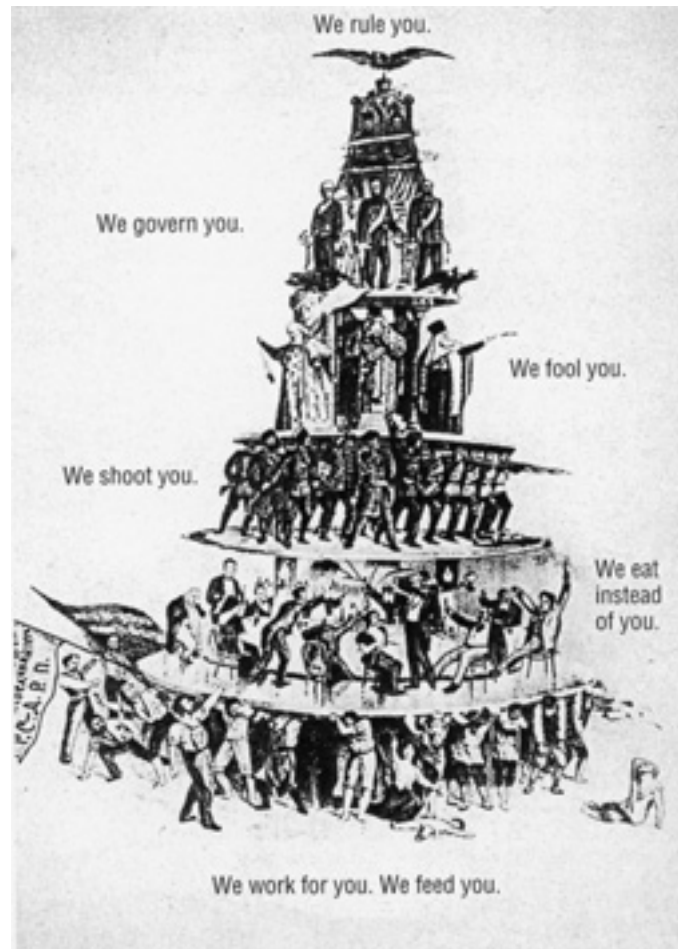 We rule you.
We govern you.
We fool you.
We shoot you.
We eat
instead
of you.
We work for you. We feed you.